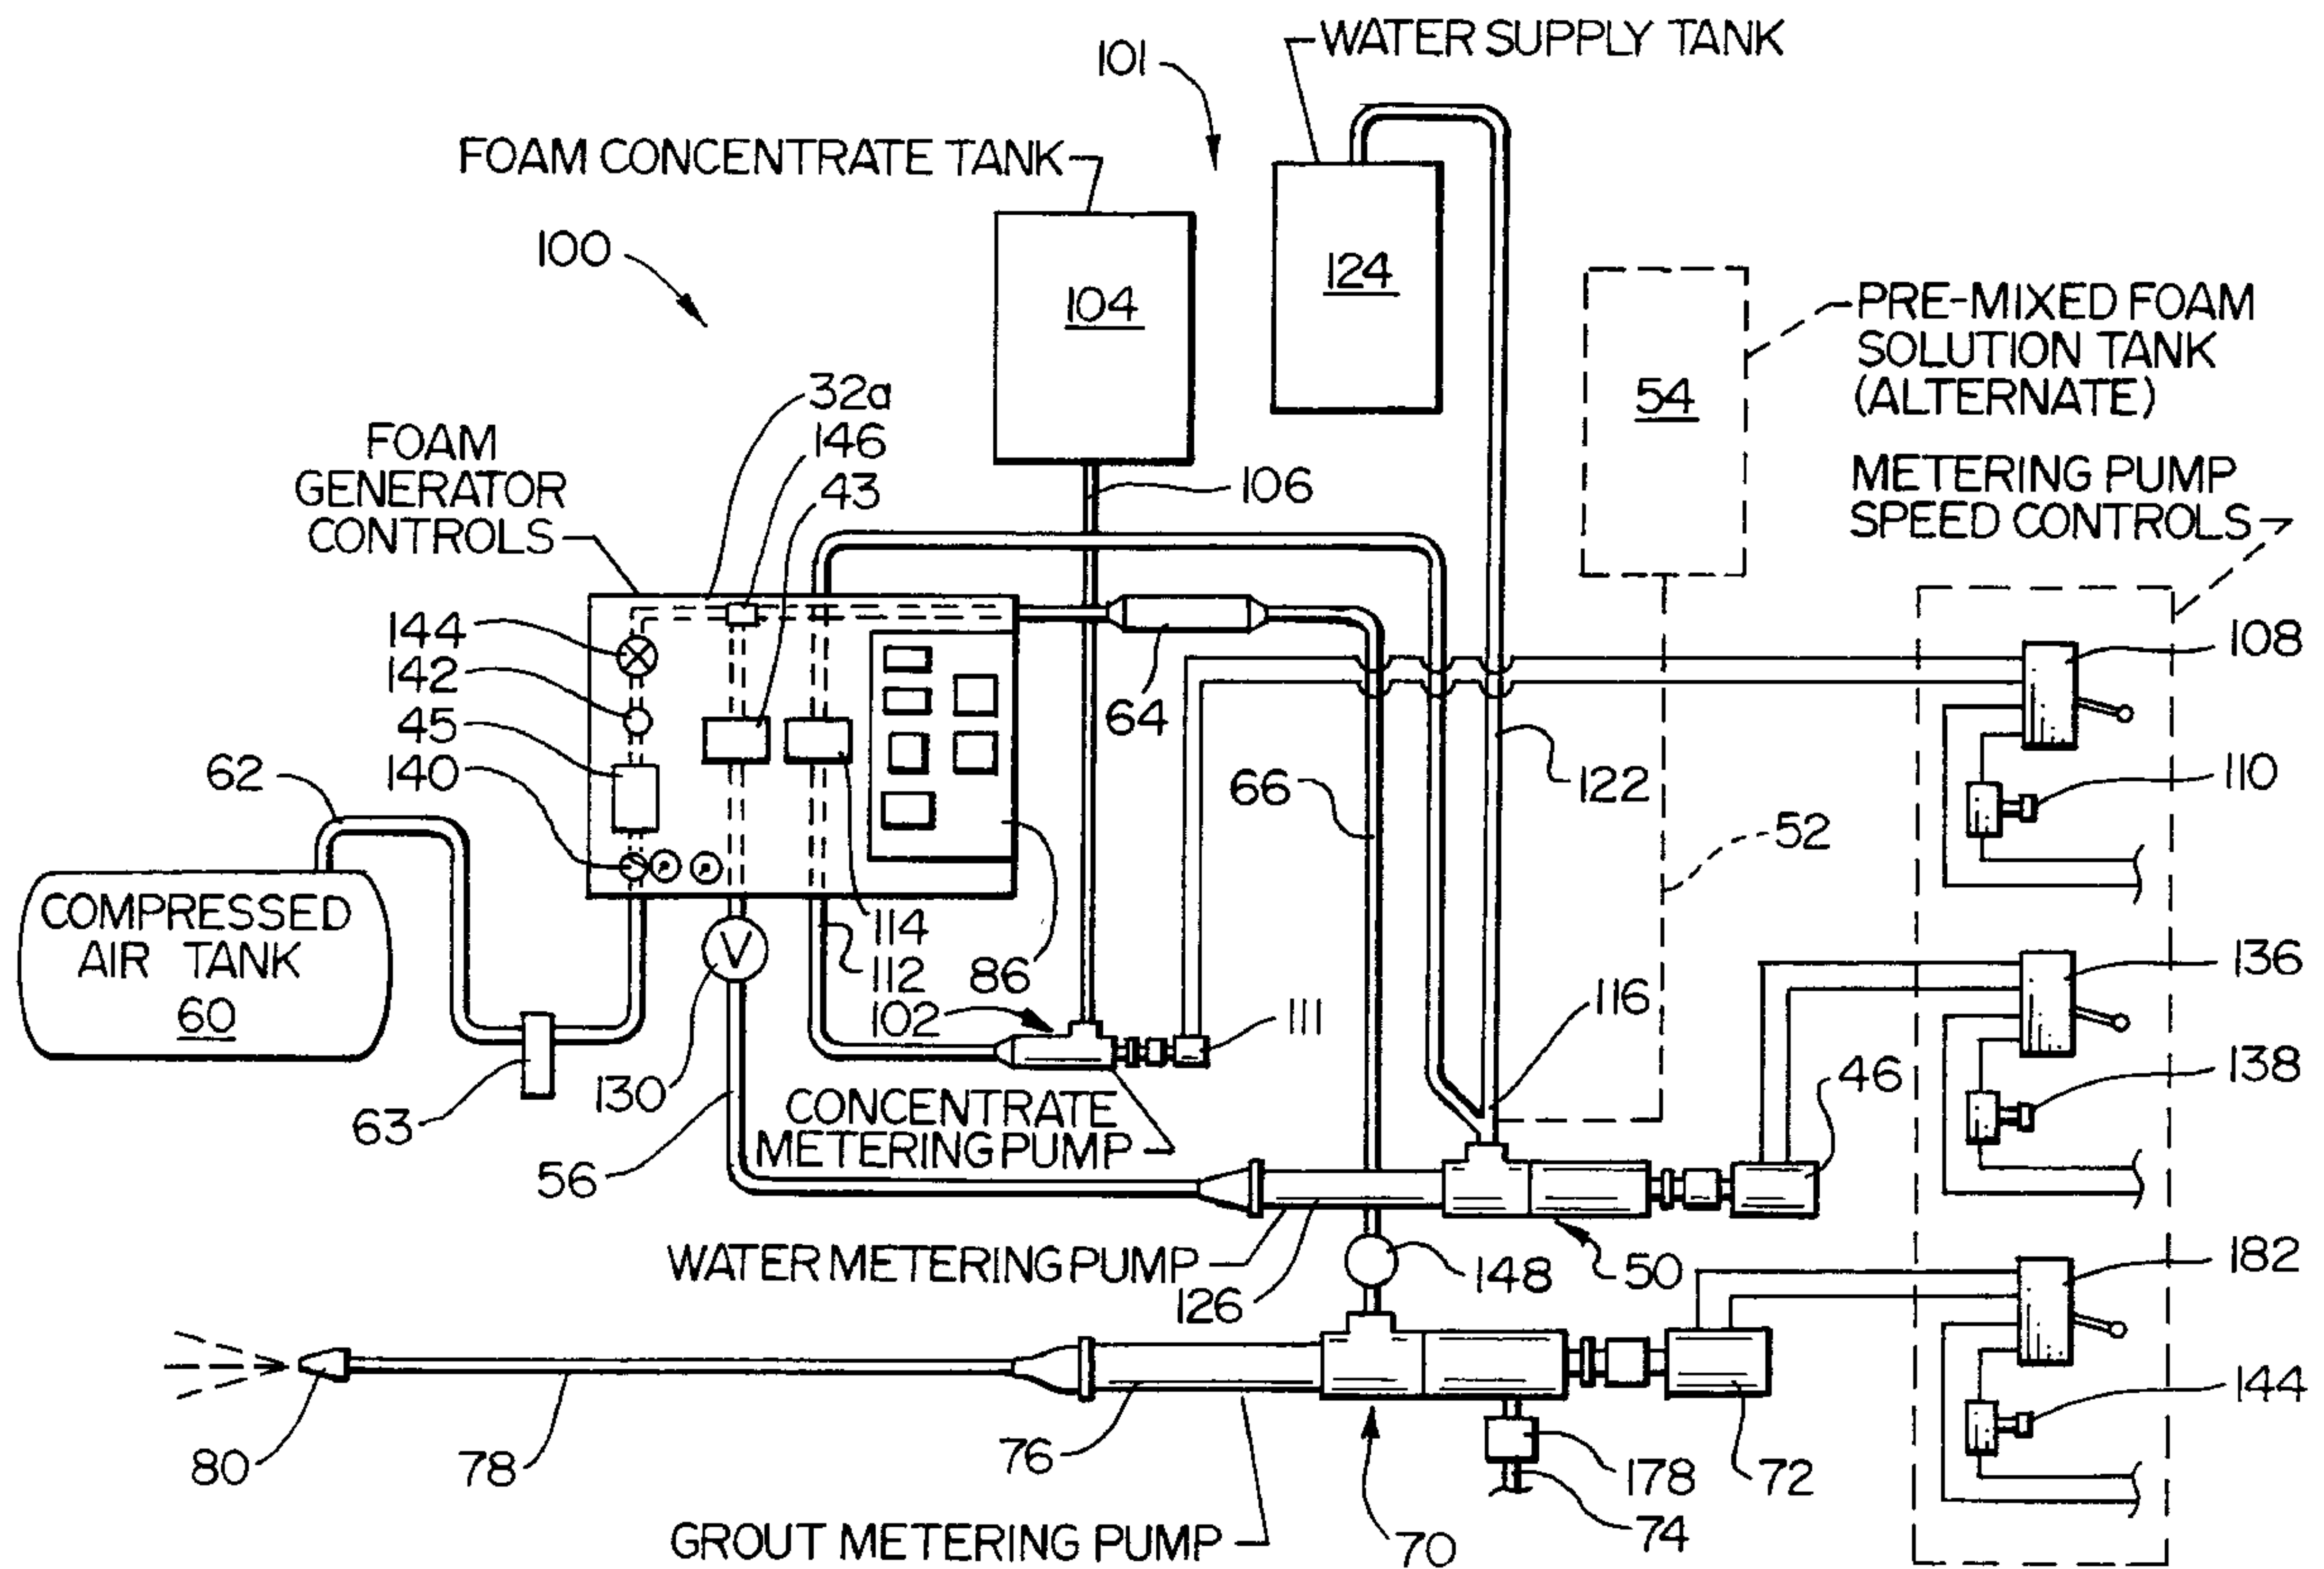 WATER SUPPLY TANK
101
FOAM CONCENTRATE TANK
100
104
124
PRE-MIXED FOAM
SOLUTION TANK
(ALTERNATE)
54
32a
146
43
FOAM
GENERATOR
CONTROLS
106
METERING PUMP
SPEED CONTROLS
144
142
45
140
62
64
108
110
66
122
52
COMPRESSED
AIR TANK
60
114
112
86
102
111
116
136
138
46
63
130
56
CONCENTRATE
METERING PUMP
WATER METERING PUMP
126
148
50
182
144
80
78
76
178
72
74
70
GROUT METERING PUMP
V